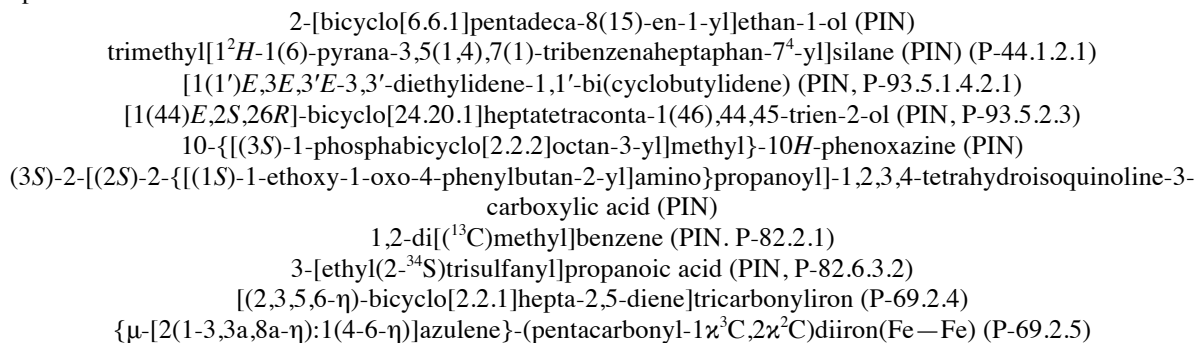 2-[bicyclo[6.6.1]pentadeca-8(15)-en-1-yl]ethan-1-ol (PIN)
trimethyl[1²H-1(6)-pyrana-3,5(1,4),7(1)-tribenzenaheptaphan-7⁴-yl]silane (PIN) (P-44.1.2.1)
[1(1′)E,3E,3′E-3,3′-diethylidene-1,1′-bi(cyclobutylidene) (PIN, P-93.5.1.4.2.1)
[1(44)E,2S,26R]-bicyclo[24.20.1]heptatetraconta-1(46),44,45-trien-2-ol (PIN, P-93.5.2.3)
10-{[(3S)-1-phosphabicyclo[2.2.2]octan-3-yl]methyl}-10H-phenoxazine (PIN)
(3S)-2-[(2S)-2-{[(1S)-1-ethoxy-1-oxo-4-phenylbutan-2-yl]amino}propanoyl]-1,2,3,4-tetrahydroisoquinoline-3-
carboxylic acid (PIN)
1,2-di[(¹³C)methyl]benzene (PIN. P-82.2.1)
3-[ethyl(2-³⁴S)trisulfanyl]propanoic acid (PIN, P-82.6.3.2)
[(2,3,5,6-η)-bicyclo[2.2.1]hepta-2,5-diene]tricarbonyliron (P-69.2.4)
{μ-[2(1-3,3a,8a-η):1(4-6-η)]azulene}-(pentacarbonyl-1ϰ³C,2ϰ²C)diiron(Fe—Fe) (P-69.2.5)